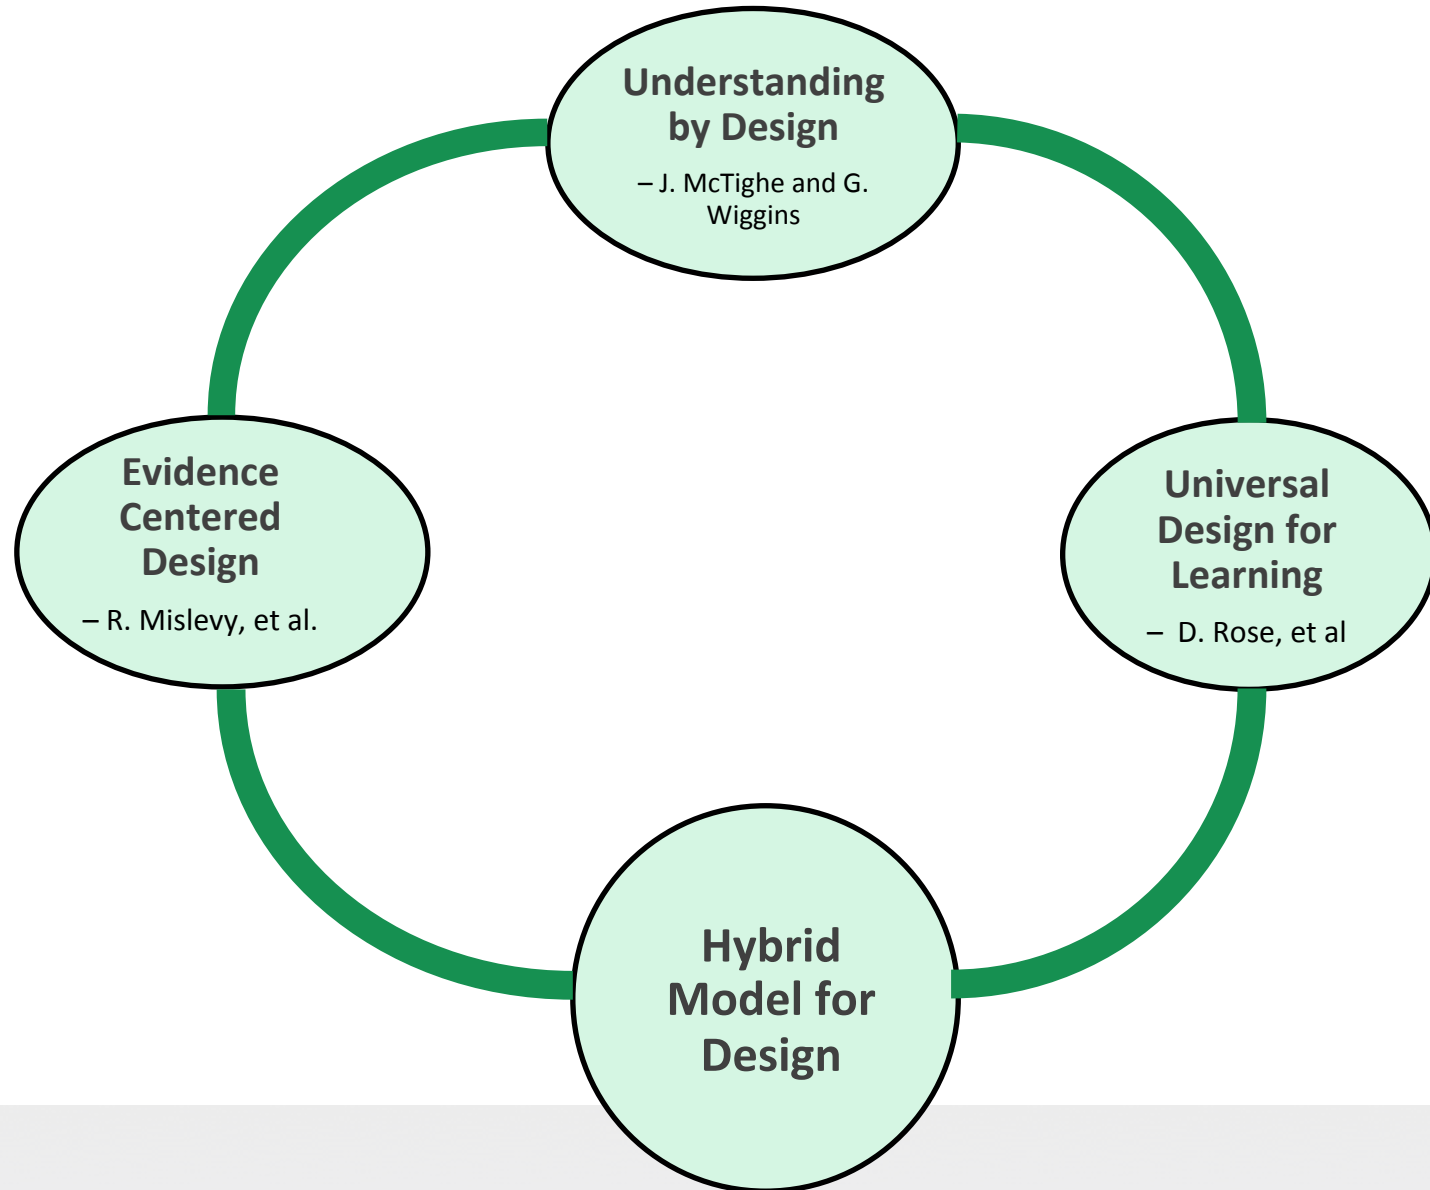 Understanding
by Design
– J. McTighe and G.
Wiggins
Evidence
Centered
Design
– R. Mislevy, et al.
Universal
Design for
Learning
– D. Rose, et al
Hybrid
Model for
Design